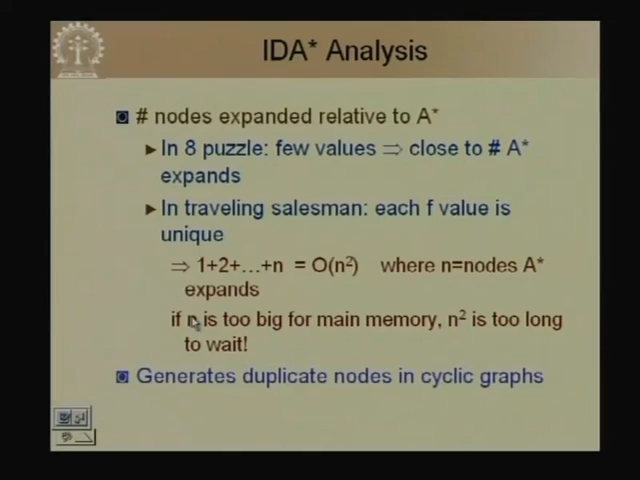 IDA* Analysis
# nodes expanded relative to A*
In 8 puzzle: few values ⇒ close to # A*
expands
In traveling salesman: each f value is
unique
⇒ 1+2+…+n = O(n²) where n=nodes A*
expands
if n is too big for main memory, n² is too long
to wait!
Generates duplicate nodes in cyclic graphs